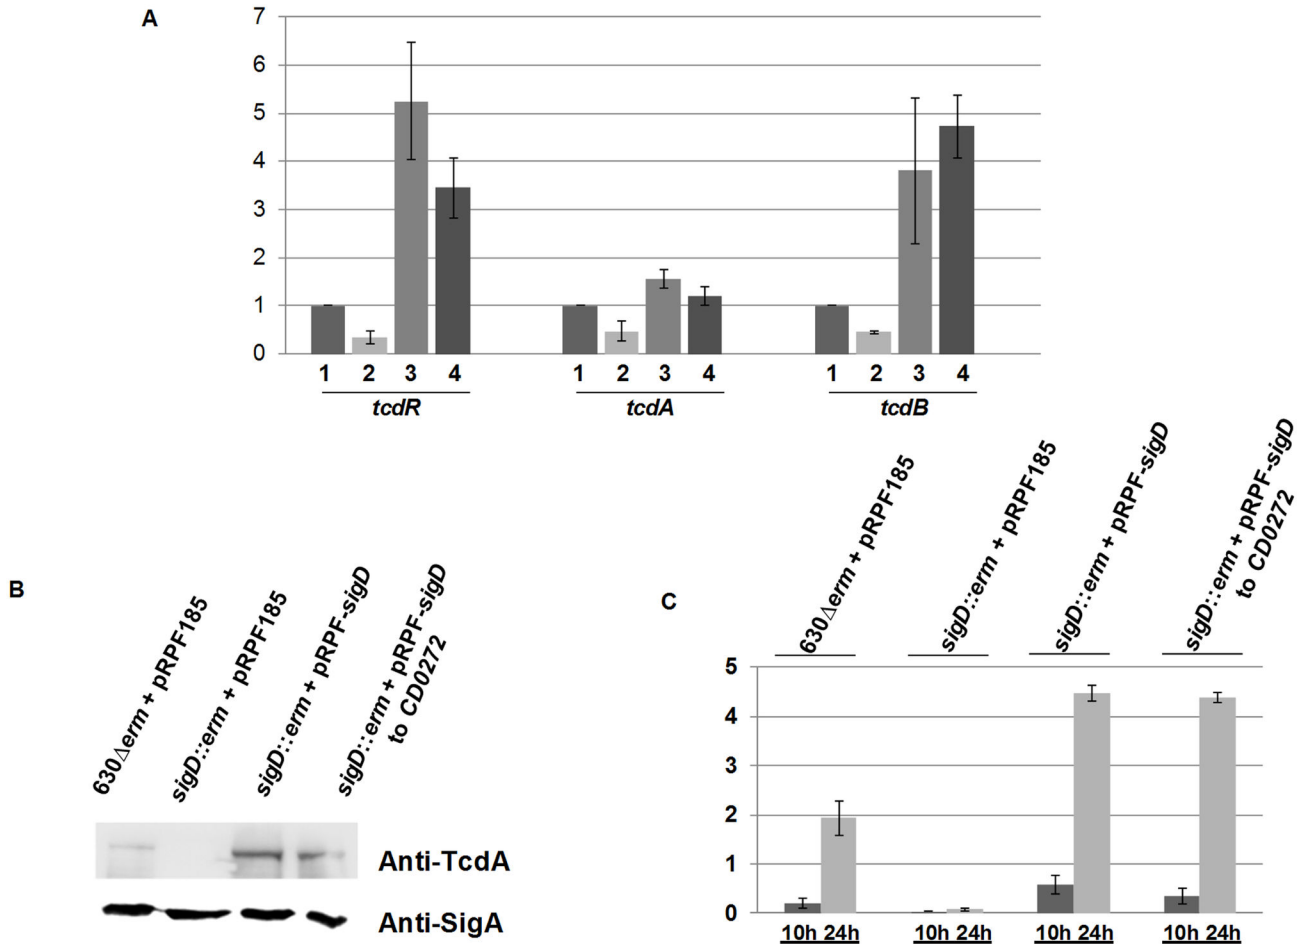 A
7
6
5
4
3
2
1
0
1 2 3 4
tcdR
1 2 3 4
tcdA
1 2 3 4
tcdB
B
630Δerm + pRPF185
sigD::erm + pRPF185
sigD::erm + pRPF-sigD
sigD::erm + pRPF-sigD
to CD0272
Anti-TcdA
Anti-SigA
C
630Δerm + pRPF185
sigD::erm + pRPF185
sigD::erm + pRPF-sigD
sigD::erm + pRPF-sigD
to CD0272
5
4
3
2
1
0
10h 24h
10h 24h
10h 24h
10h 24h